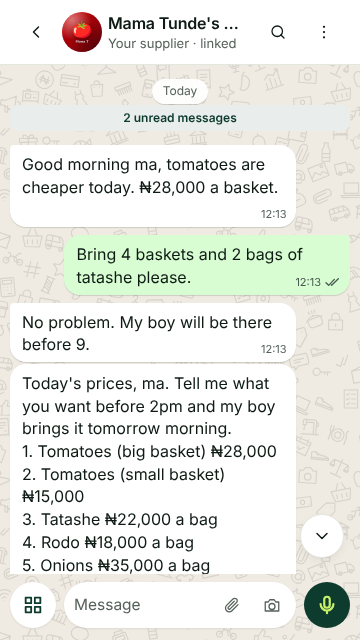 Mama Tunde's ...
Your supplier · linked
Today
2 unread messages
Good morning ma, tomatoes are
cheaper today. ₦28,000 a basket.
12:13
Bring 4 baskets and 2 bags of
tatashe please.
12:13
No problem. My boy will be there
before 9.
12:13
Today's prices, ma. Tell me what
you want before 2pm and my boy
brings it tomorrow morning.
1. Tomatoes (big basket) ₦28,000
2. Tomatoes (small basket)
₦15,000
3. Tatashe ₦22,000 a bag
4. Rodo ₦18,000 a bag
5. Onions ₦35,000 a bag
Message